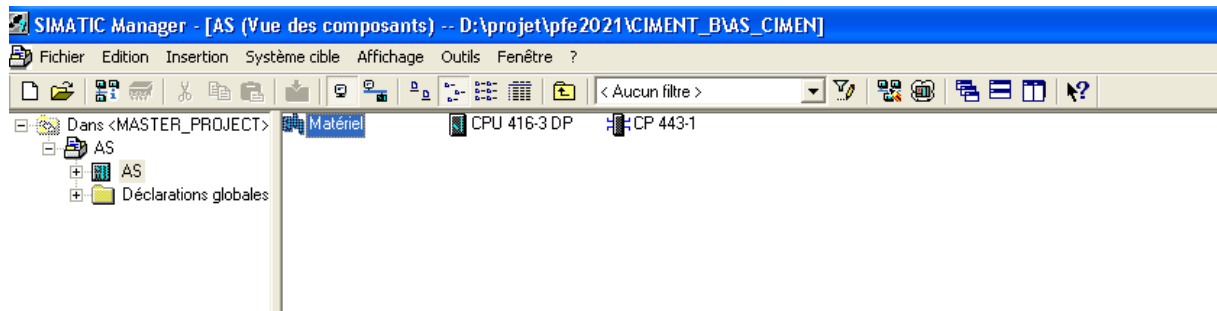 SIMATIC Manager - [AS (Vue des composants) -- D:\projet\pfe2021\CIMENT_B\AS_CIMEN]
Fichier Edition Insertion Système cible Affichage Outils Fenêtre ?
< Aucun filtre >
Dans <MASTER_PROJECT> Matériel CPU 416-3 DP CP 443-1
AS
AS
Déclarations globales